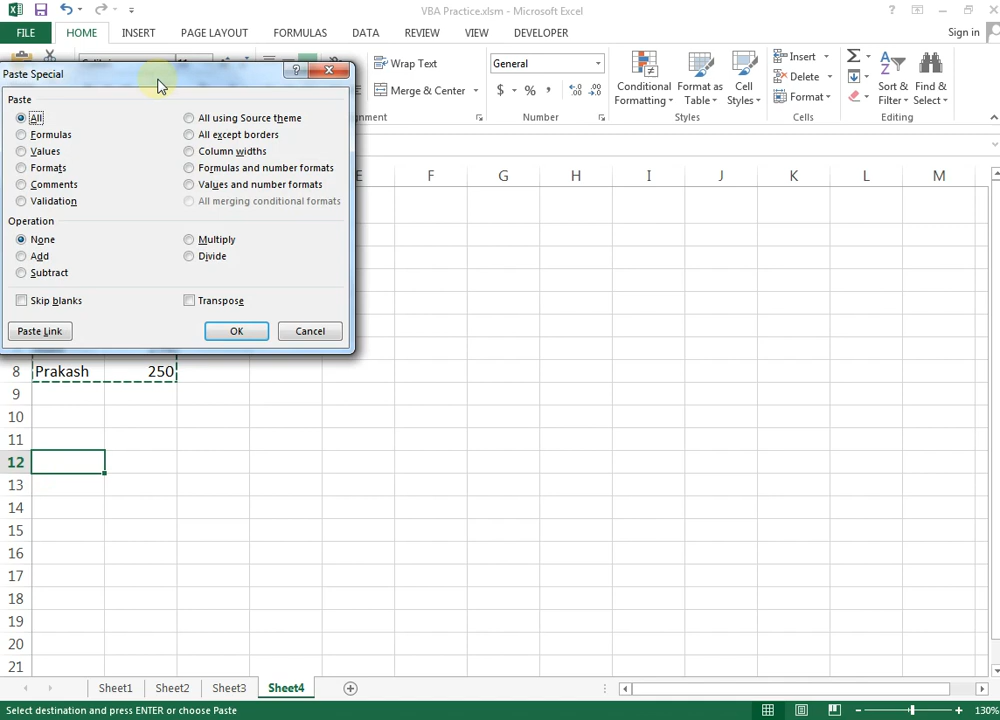 VBA Practice.xlsm - Microsoft Excel
FILE HOME INSERT PAGE LAYOUT FORMULAS DATA REVIEW VIEW DEVELOPER Sign in
Wrap Text General Insert
Merge & Center $ % , Conditional Formatting Format as Table Cell Styles Delete Sort & Filter Find & Select
Format
Number Styles Cells Editing
Paste Special
Paste
All All using Source theme
Formulas All except borders
Values Column widths
Formats Formulas and number formats
Comments Values and number formats
Validation All merging conditional formats
Operation
None Multiply
Add Divide
Subtract
Skip blanks Transpose
Paste Link OK Cancel
F G H I J K L M
8 Prakash 250
9
10
11
12
13
14
15
16
17
18
19
20
21
Sheet1 Sheet2 Sheet3 Sheet4
Select destination and press ENTER or choose Paste 130%